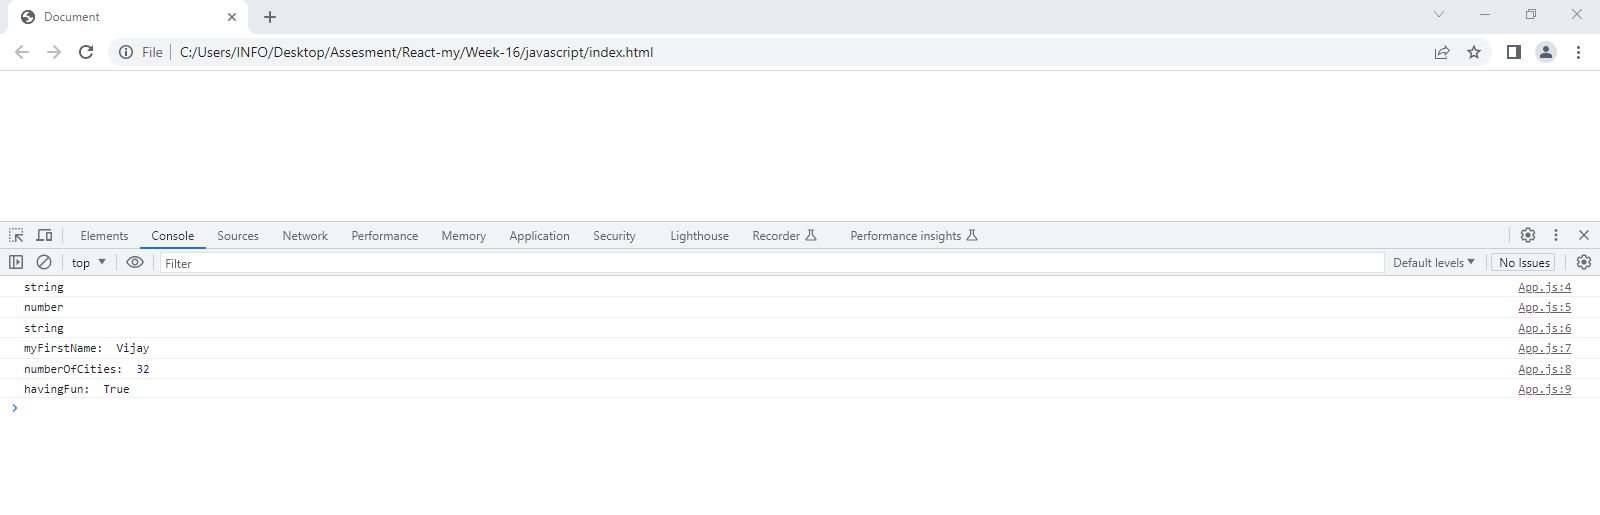 Document
File C:/Users/INFO/Desktop/Assesment/React-my/Week-16/javascript/index.html
Elements Console Sources Network Performance Memory Application Security Lighthouse Recorder Performance insights
top Filter Default levels No Issues
string App.js:4
number App.js:5
string App.js:6
myFirstName: Vijay App.js:7
numberOfCities: 32 App.js:8
havingFun: True App.js:9